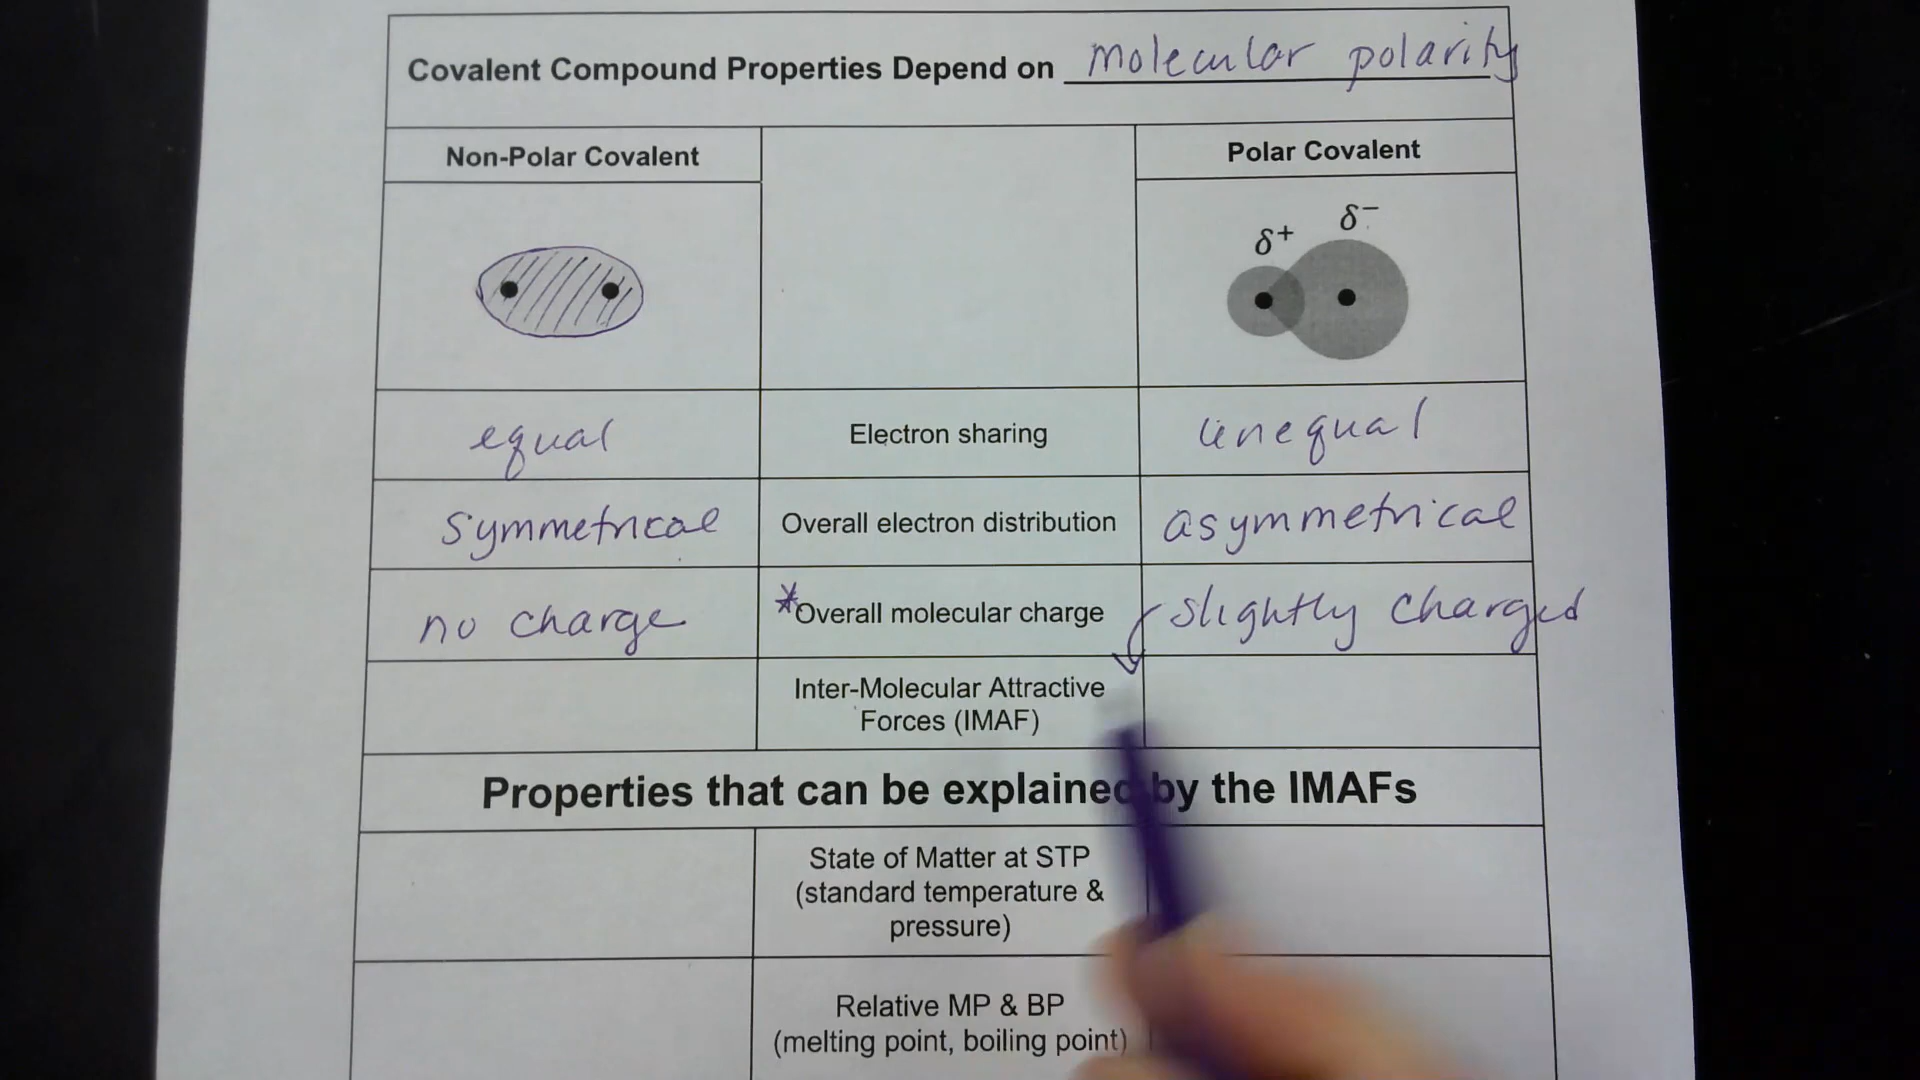 Covalent Compound Properties Depend on molecular polarity
Non-Polar Covalent
Polar Covalent
δ+
δ-
equal
Electron sharing
unequal
symmetrical
Overall electron distribution
asymmetrical
no charge
*Overall molecular charge
slightly charged
Inter-Molecular Attractive
Forces (IMAF)
Properties that can be explained by the IMAFs
State of Matter at STP
(standard temperature &
pressure)
Relative MP & BP
(melting point, boiling point)